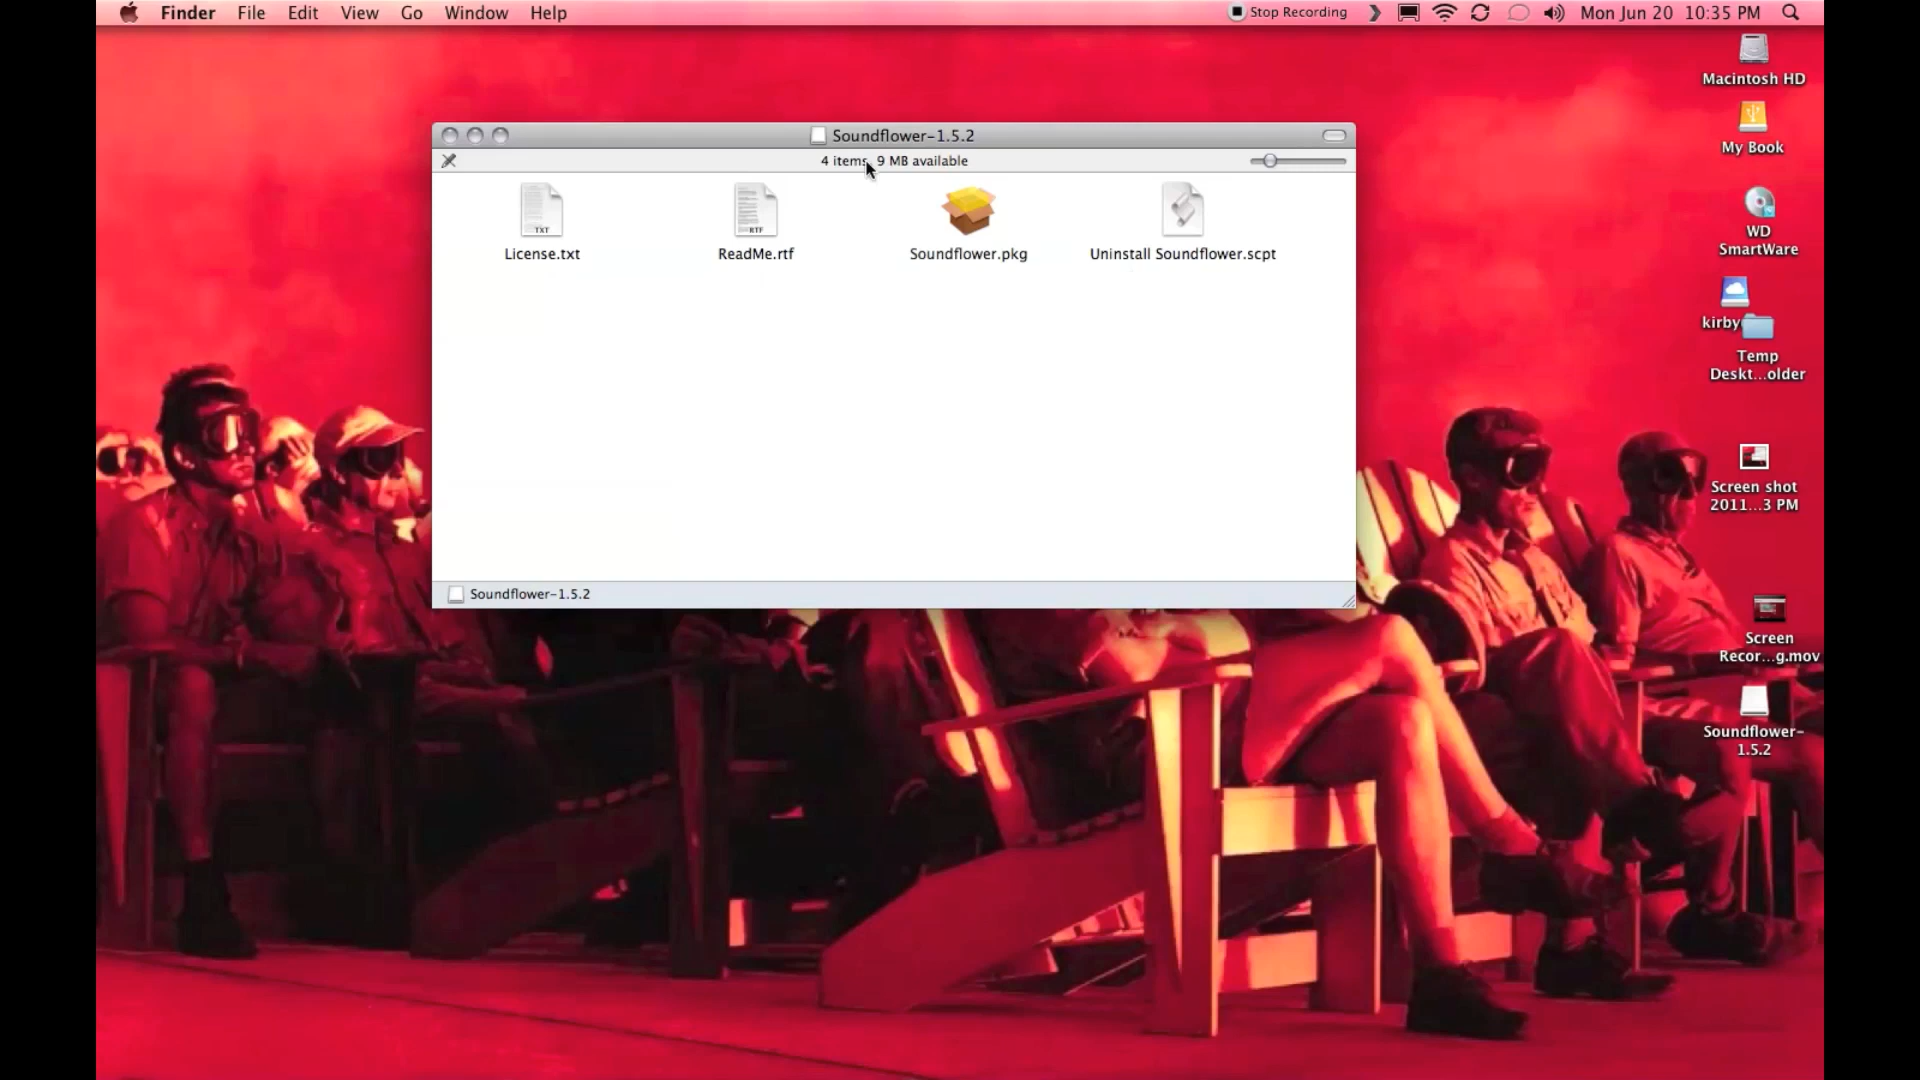 Finder File Edit View Go Window Help Stop Recording Mon Jun 20 10:35 PM
Macintosh HD
My Book
WD
SmartWare
kirby
Temp
Deskt...older
Screen shot
2011...3 PM
Screen
Recor...g.mov
Soundflower-
1.5.2
Soundflower-1.5.2
4 items, 9 MB available
TXT
License.txt
RTF
ReadMe.rtf
Soundflower.pkg
Uninstall Soundflower.scpt
Soundflower-1.5.2